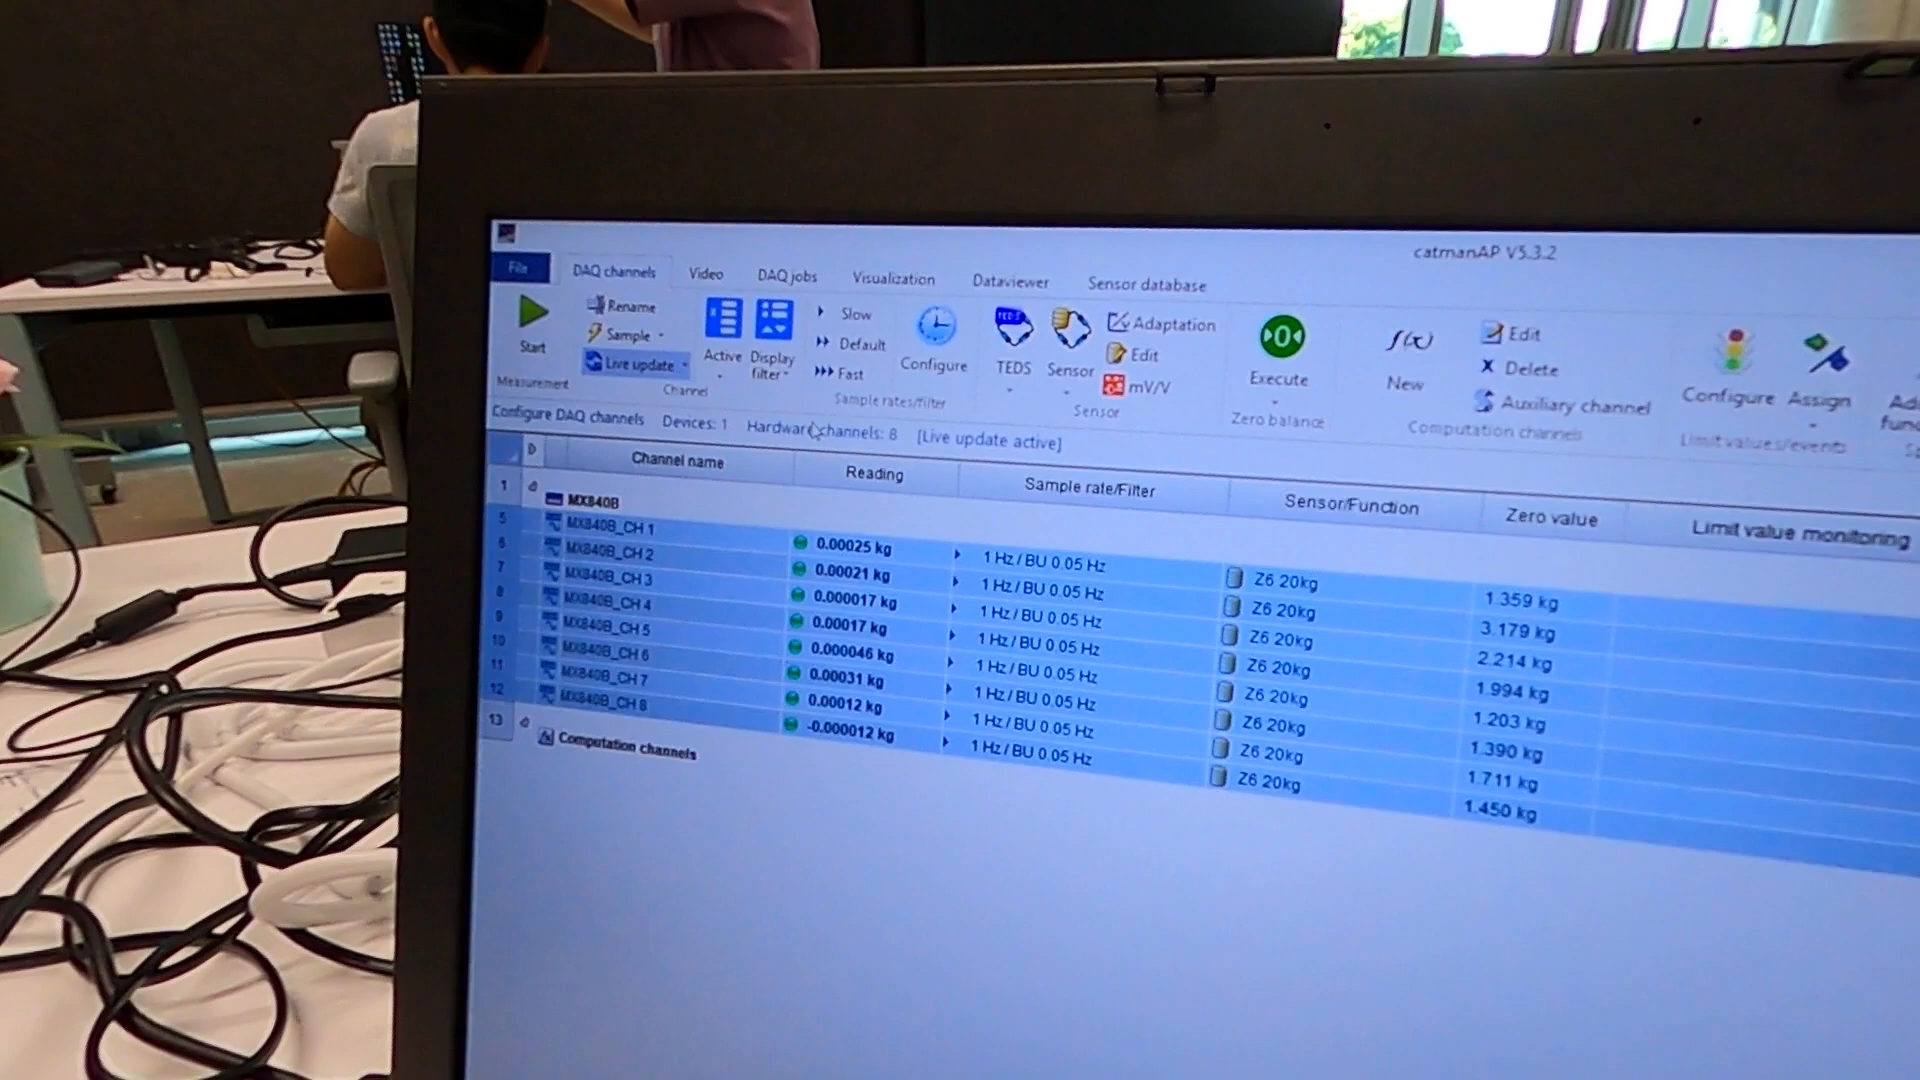 catmanAP V5.3.2
File DAQ channels Video DAQ jobs Visualization Dataviewer Sensor database
Start
Measurement
Rename
Sample
Live update
Active
Display filter
Channel
Slow
Default
Fast
Configure
Sample rates/filter
TEDS
Sensor
Adaptation
Edit
mV/V
Sensor
Execute
Zero balance
f(x)
New
Edit
Delete
Auxiliary channel
Computation channels
Configure
Assign
Limit values/events
Configure DAQ channels Devices: 1 Hardware channels: 8 [Live update active]
D Channel name Reading Sample rate/Filter Sensor/Function Zero value Limit value monitoring
1 MX840B
5 MX840B_CH 1 0.00025 kg 1 Hz / BU 0.05 Hz Z6 20kg 1.359 kg
6 MX840B_CH 2 0.00021 kg 1 Hz / BU 0.05 Hz Z6 20kg 3.179 kg
7 MX840B_CH 3 0.000017 kg 1 Hz / BU 0.05 Hz Z6 20kg 2.214 kg
8 MX840B_CH 4 0.00017 kg 1 Hz / BU 0.05 Hz Z6 20kg 1.994 kg
9 MX840B_CH 5 0.000046 kg 1 Hz / BU 0.05 Hz Z6 20kg 1.203 kg
10 MX840B_CH 6 0.00031 kg 1 Hz / BU 0.05 Hz Z6 20kg 1.390 kg
11 MX840B_CH 7 0.00012 kg 1 Hz / BU 0.05 Hz Z6 20kg 1.711 kg
12 MX840B_CH 8 -0.000012 kg 1 Hz / BU 0.05 Hz Z6 20kg 1.450 kg
13 Computation channels